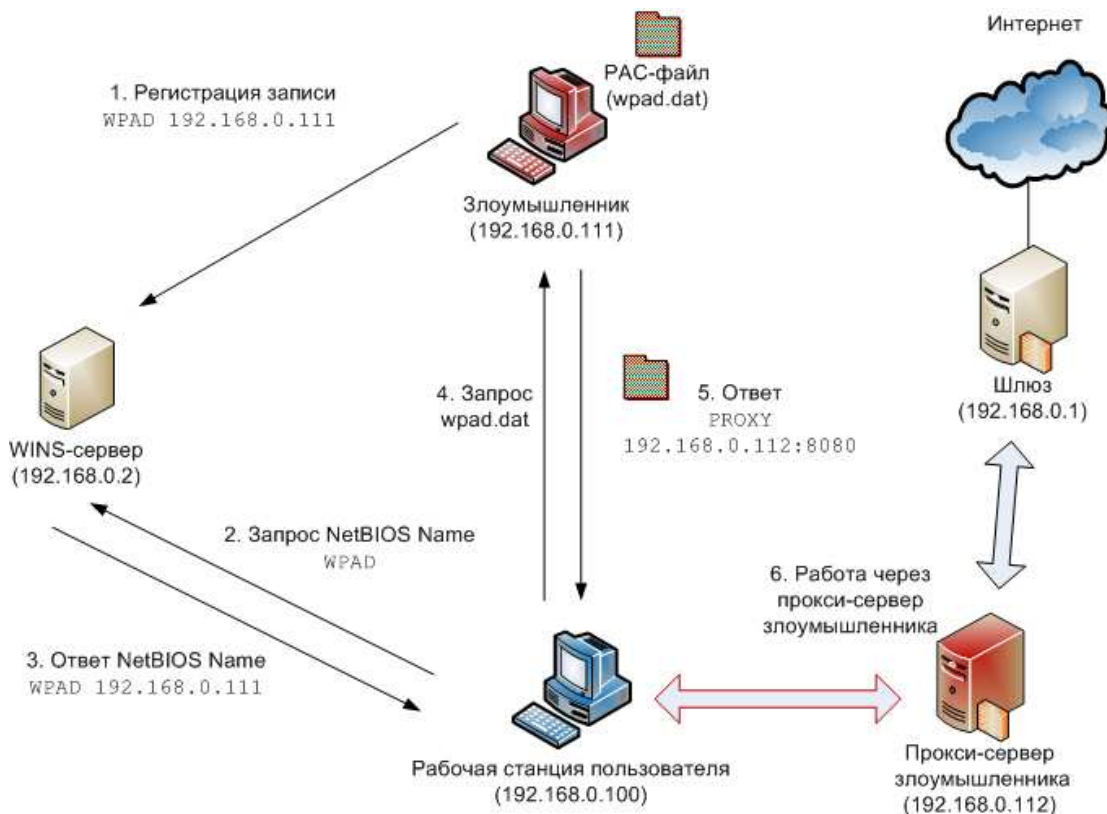 Интернет
PAC-файл
(wpad.dat)
1. Регистрация записи
WPAD 192.168.0.111
Злоумышленник
(192.168.0.111)
Шлюз
(192.168.0.1)
4. Запрос
wpad.dat
5. Ответ
PROXY
192.168.0.112:8080
WINS-сервер
(192.168.0.2)
2. Запрос NetBIOS Name
WPAD
6. Работа через
прокси-сервер
злоумышленника
3. Ответ NetBIOS Name
WPAD 192.168.0.111
Рабочая станция пользователя
(192.168.0.100)
Прокси-сервер
злоумышленника
(192.168.0.112)